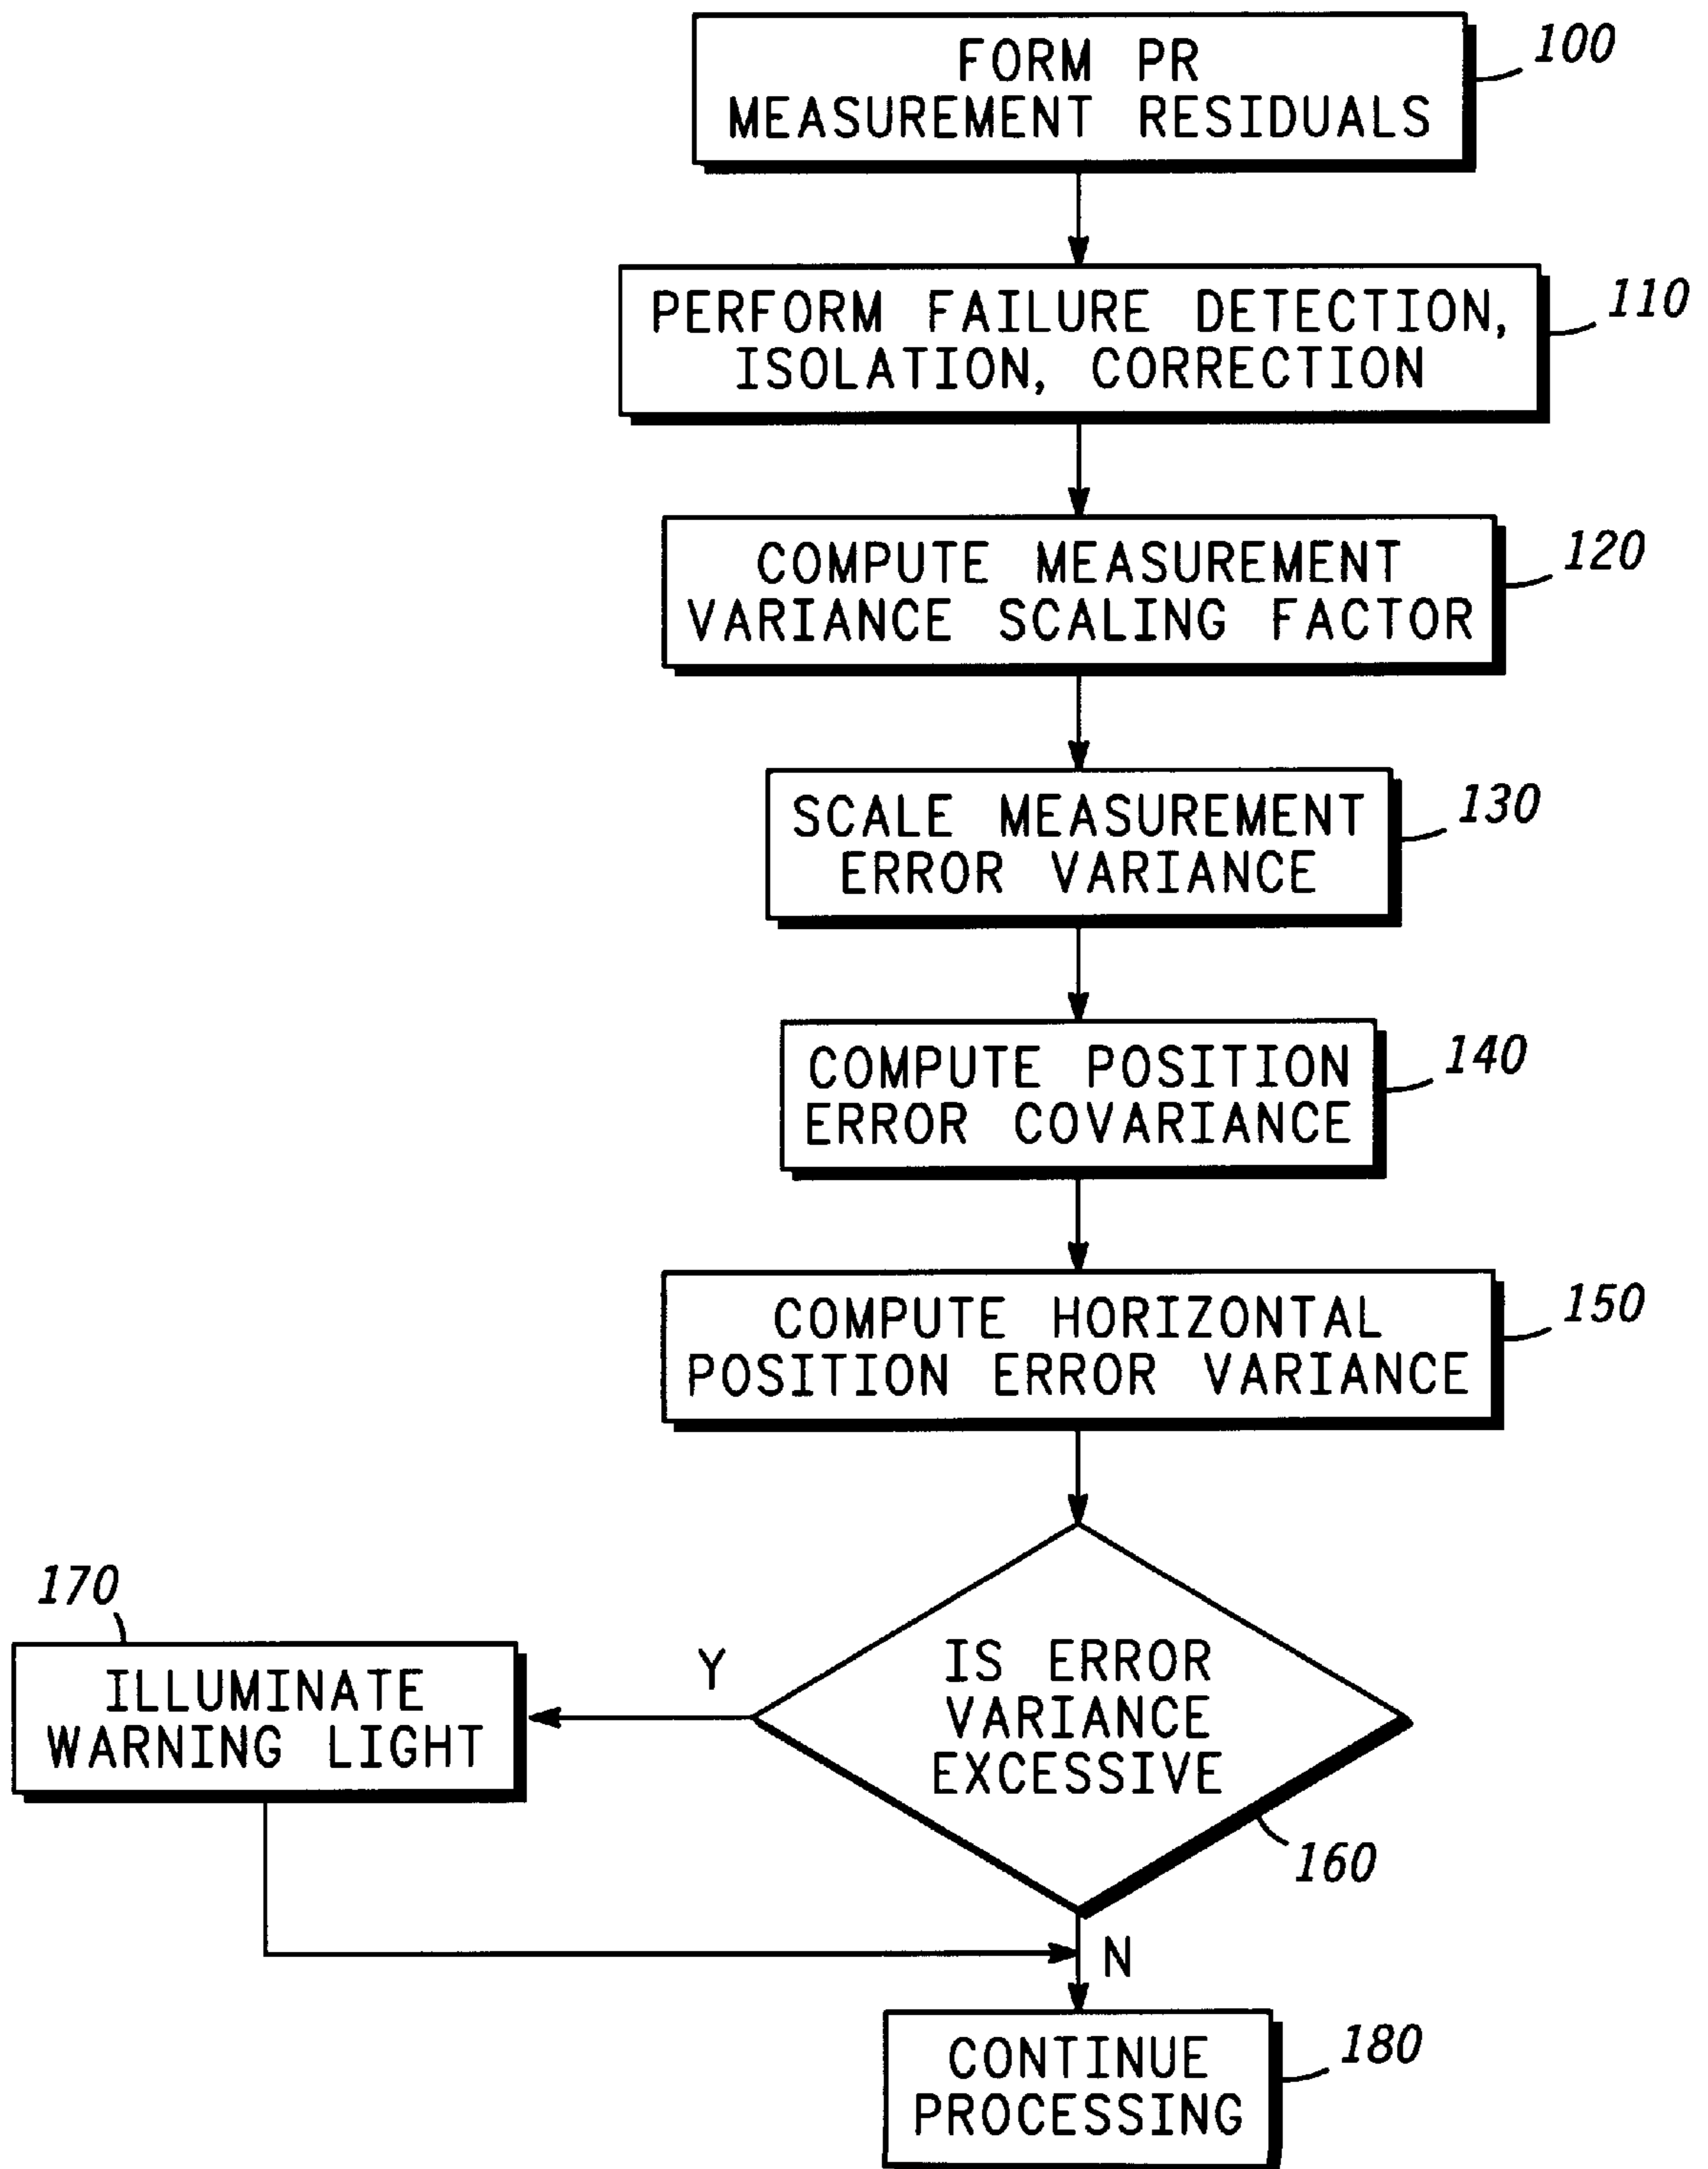 FORM PR
MEASUREMENT RESIDUALS
100
PERFORM FAILURE DETECTION,
ISOLATION, CORRECTION
110
COMPUTE MEASUREMENT
VARIANCE SCALING FACTOR
120
SCALE MEASUREMENT
ERROR VARIANCE
130
COMPUTE POSITION
ERROR COVARIANCE
140
COMPUTE HORIZONTAL
POSITION ERROR VARIANCE
150
IS ERROR
VARIANCE
EXCESSIVE
160
Y
170
ILLUMINATE
WARNING LIGHT
N
CONTINUE
PROCESSING
180